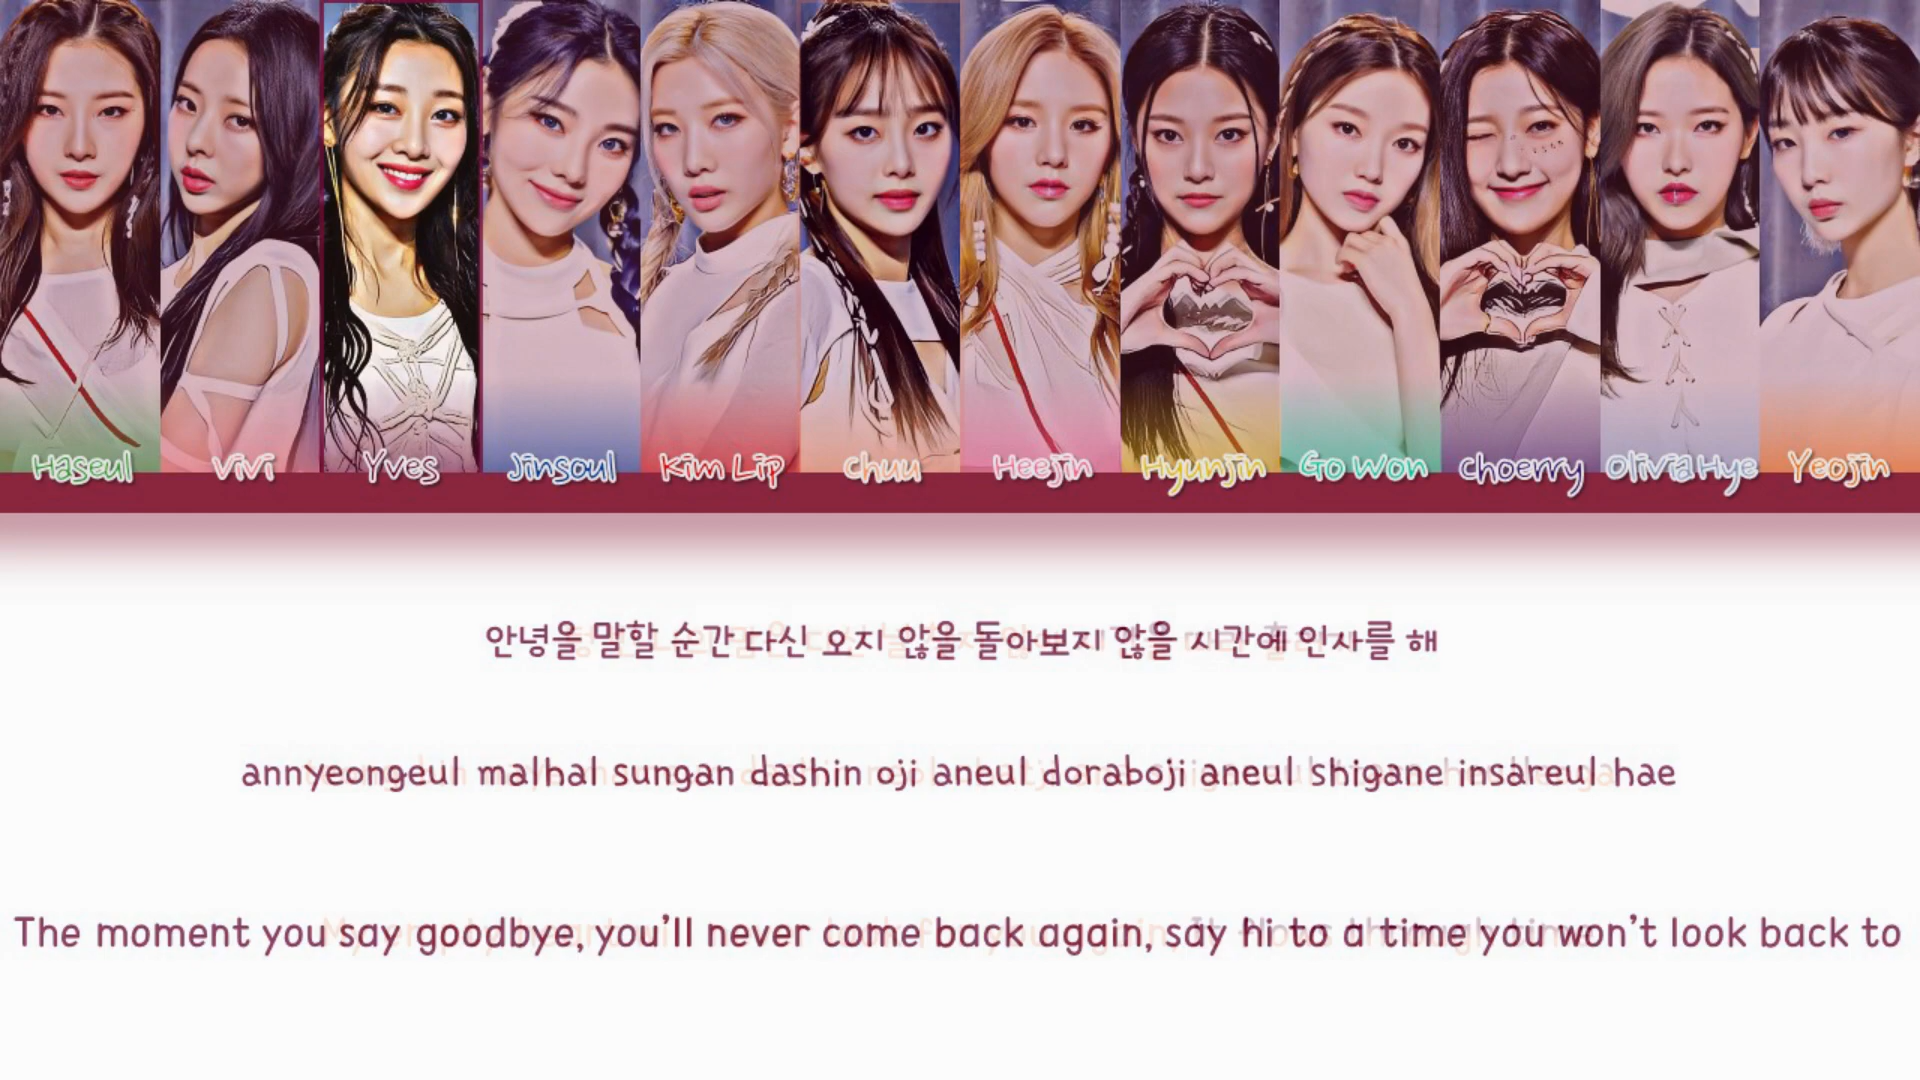 Haseul ViVi Yves Jinsoul Kim Lip Chuu Heejin Hyunjin Go Won Choerry Olivia Hye Yeojin
안녕을 말할 순간 다신 오지 않을 돌아보지 않을 시간에 인사를 해
annyeongeul malhal sungan dashin oji aneul doraboji aneul shigane insareul hae
The moment you say goodbye, you'll never come back again, say hi to a time you won't look back to